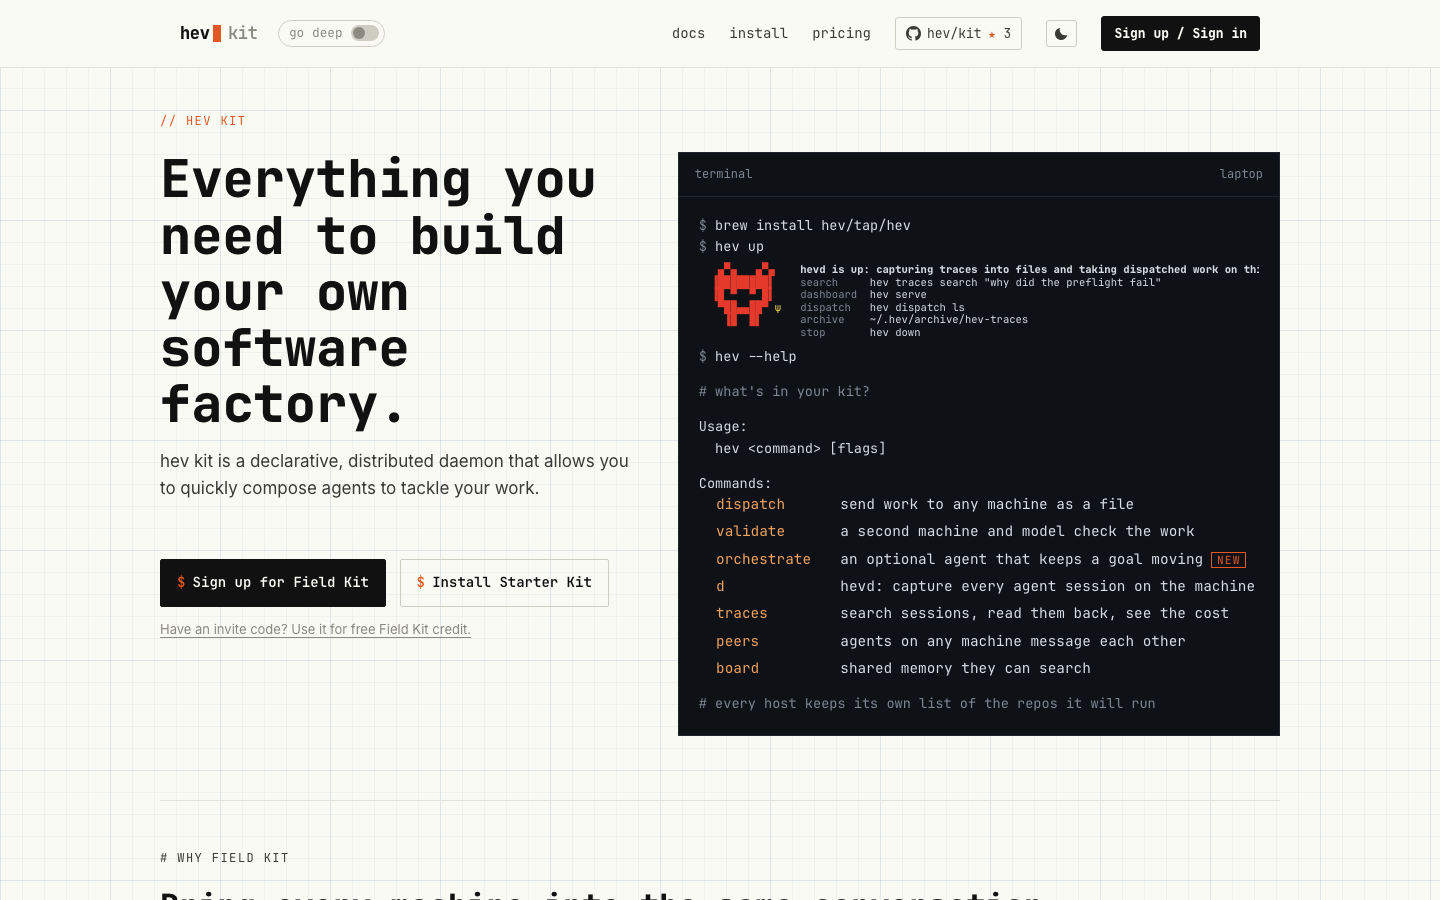 hev kit
go deep
docs
install
pricing
hev/kit ★ 3
Sign up / Sign in
// HEV KIT
Everything you
need to build
your own
software
factory.
hev kit is a declarative, distributed daemon that allows you
to quickly compose agents to tackle your work.
$ Sign up for Field Kit
$ Install Starter Kit
Have an invite code? Use it for free Field Kit credit.
terminal
laptop
$ brew install hev/tap/hev
$ hev up
hevd is up: capturing traces into files and taking dispatched work on
search hev traces search "why did the preflight fail"
dashboard hev serve
dispatch hev dispatch ls
archive ~/.hev/archive/hev-traces
stop hev down
$ hev --help
# what's in your kit?
Usage:
hev <command> [flags]
Commands:
dispatch send work to any machine as a file
validate a second machine and model check the work
orchestrate an optional agent that keeps a goal moving NEW
d hevd: capture every agent session on the machine
traces search sessions, read them back, see the cost
peers agents on any machine message each other
board shared memory they can search
# every host keeps its own list of the repos it will run
# WHY FIELD KIT
Bring every machine into the same conversation